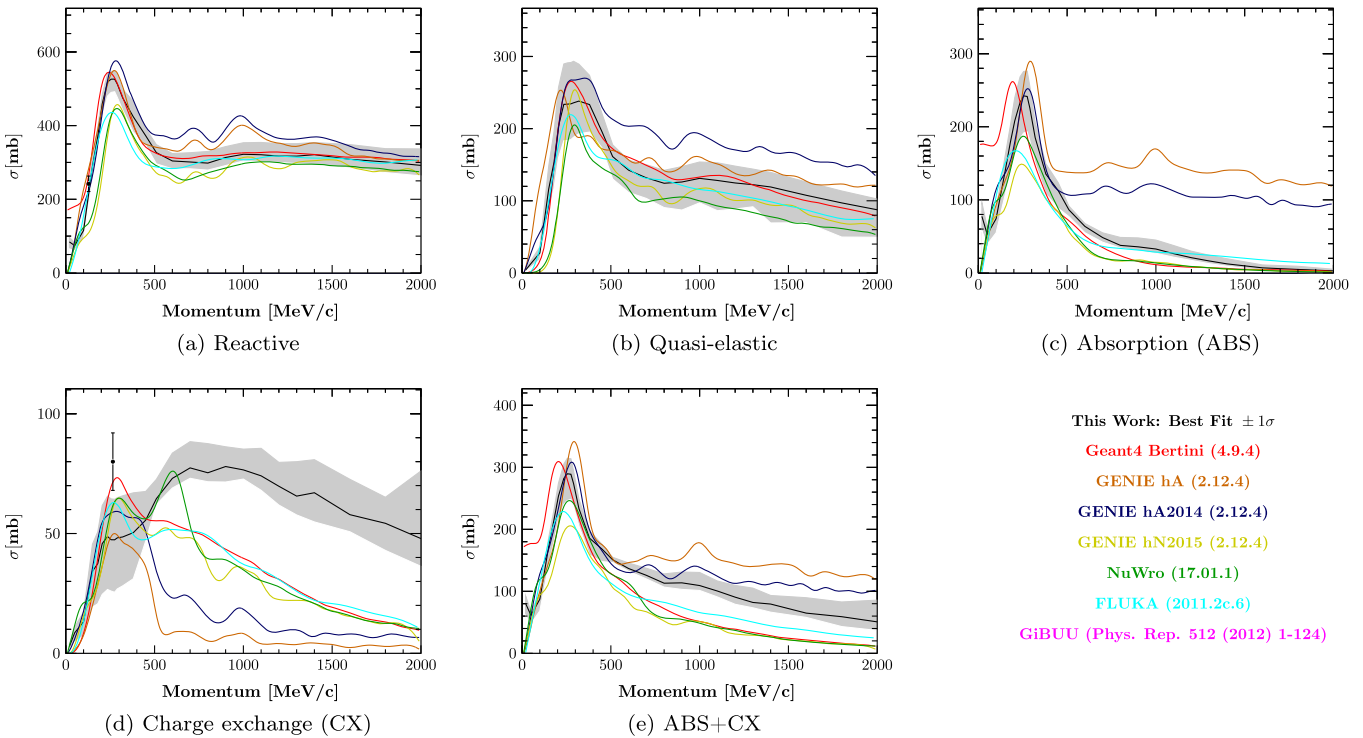 600
400
200
0
σ[mb]
0 500 1000 1500 2000
Momentum [MeV/c]
(a) Reactive
300
200
100
0
σ[mb]
0 500 1000 1500 2000
Momentum [MeV/c]
(b) Quasi-elastic
300
200
100
0
σ[mb]
0 500 1000 1500 2000
Momentum [MeV/c]
(c) Absorption (ABS)
100
50
0
σ[mb]
0 500 1000 1500 2000
Momentum [MeV/c]
(d) Charge exchange (CX)
400
300
200
100
0
σ[mb]
0 500 1000 1500 2000
Momentum [MeV/c]
(e) ABS+CX
This Work: Best Fit ±1σ
Geant4 Bertini (4.9.4)
GENIE hA (2.12.4)
GENIE hA2014 (2.12.4)
GENIE hN2015 (2.12.4)
NuWro (17.01.1)
FLUKA (2011.2c.6)
GiBUU (Phys. Rep. 512 (2012) 1-124)